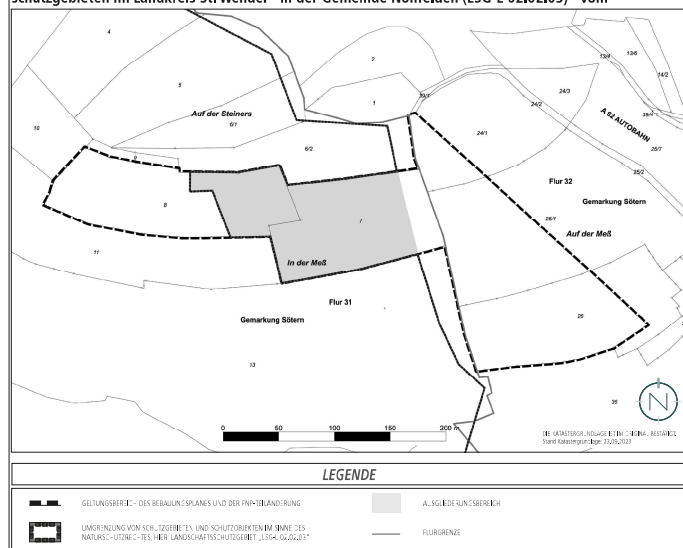 schutzgebieten im Landkreis St. Wendel - in der Gemeinde Nohfelden (LSG-L 02.02.03)" vom
4
5
2
13/4
13/6
14/2
24/3
1
24/2
Auf der Steiners
6/1
A 62 AUTOBAHN
10
6/2
24/1
25/2
9
Flur 32
8
Gemarkung Sötern
7
26/1
Auf der Meß
11
In der Meß
Flur 31
Gemarkung Sötern
26
13
36
N
0 50 100 150 200 m
DIE KATASTERGRUNDLAGE IST IM ORIGINAL BESTÄTIGT.
Stand Katastergrundlage: 23.09.2023
LEGENDE
GELTUNGSBEREICH DES BEBAUUNGSPLANES UND DER FNP-TEILÄNDERUNG
AUSGLIEDERUNGSBEREICH
UMGRENZUNG VON SCHUTZGEBIETEN UND SCHUTZOBJEKTEN IM SINNE DES
NATURSCHUTZRECHTES; HIER: LANDSCHAFTSSCHUTZGEBIET „LSG-L 02.02.03"
FLURGRENZE